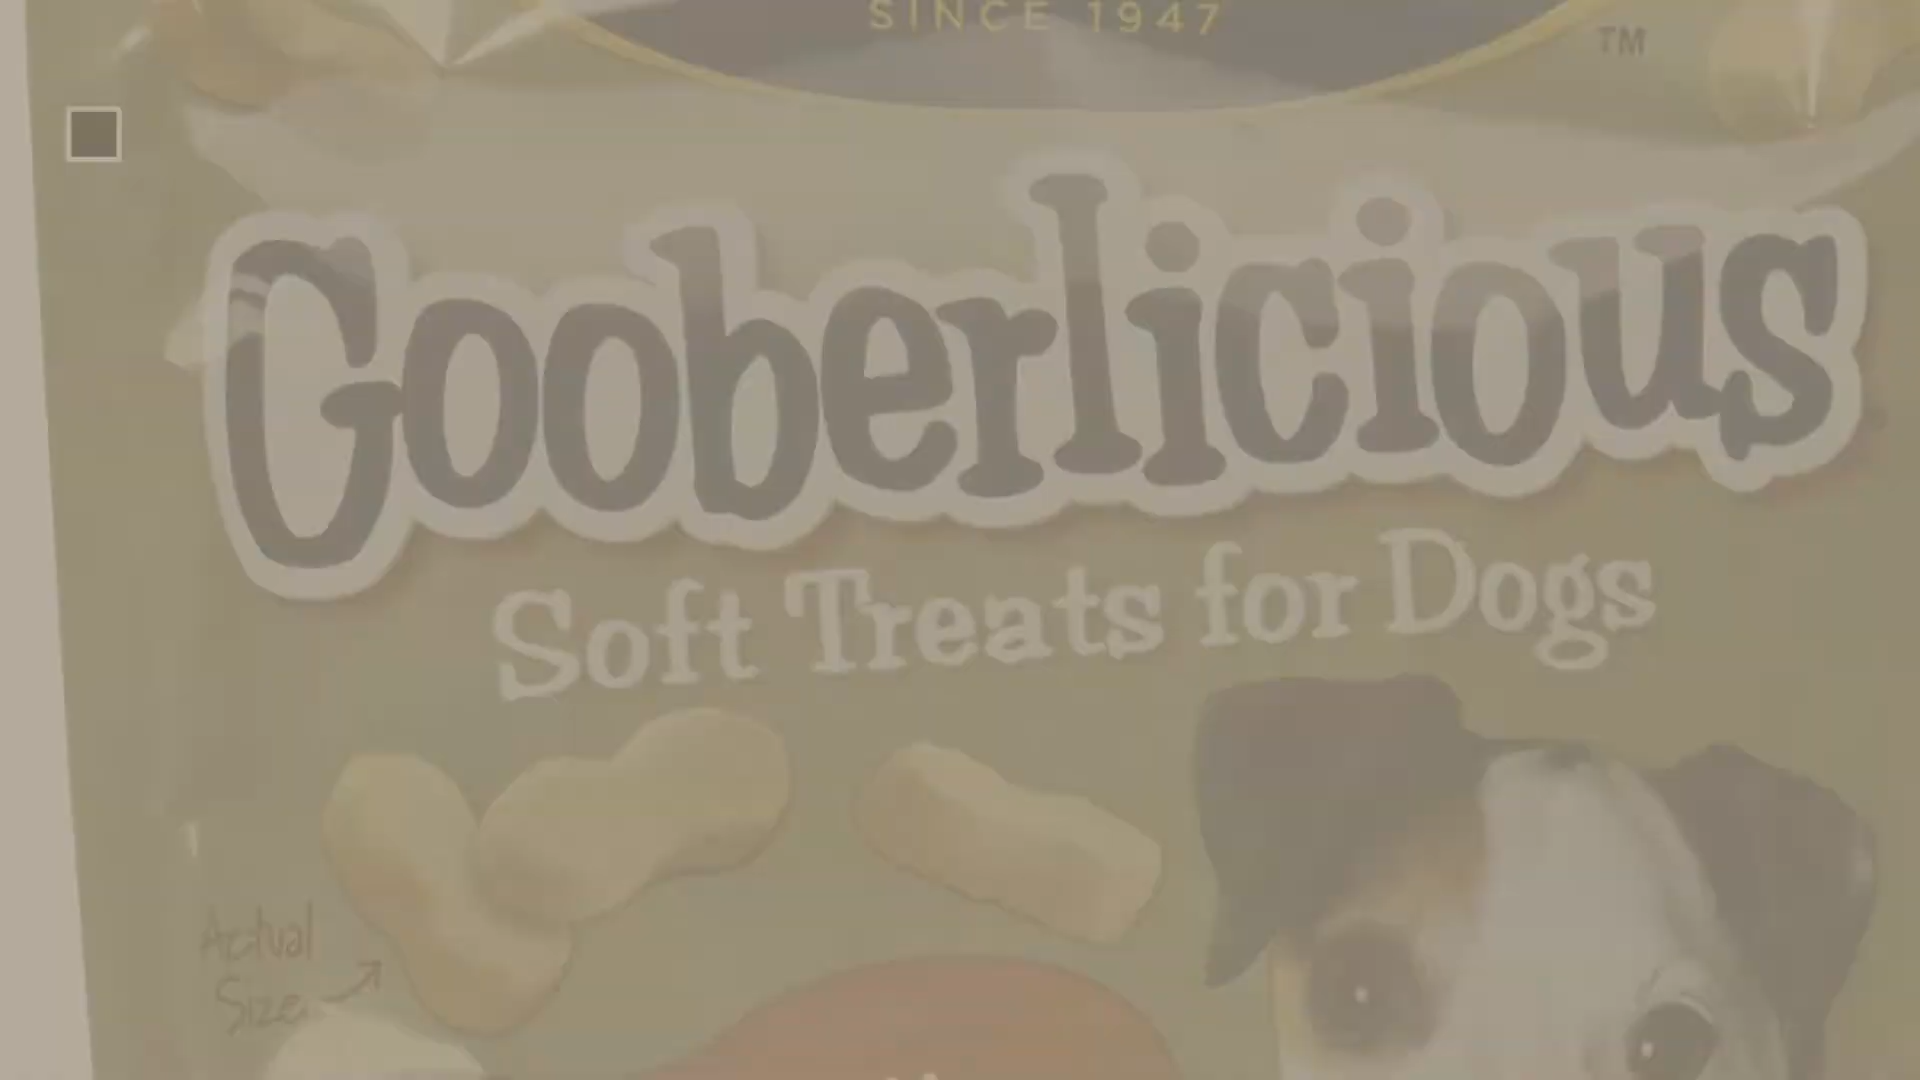 SINCE 1947
TM
Gooberlicious
Soft Treats for Dogs
Actual
Size